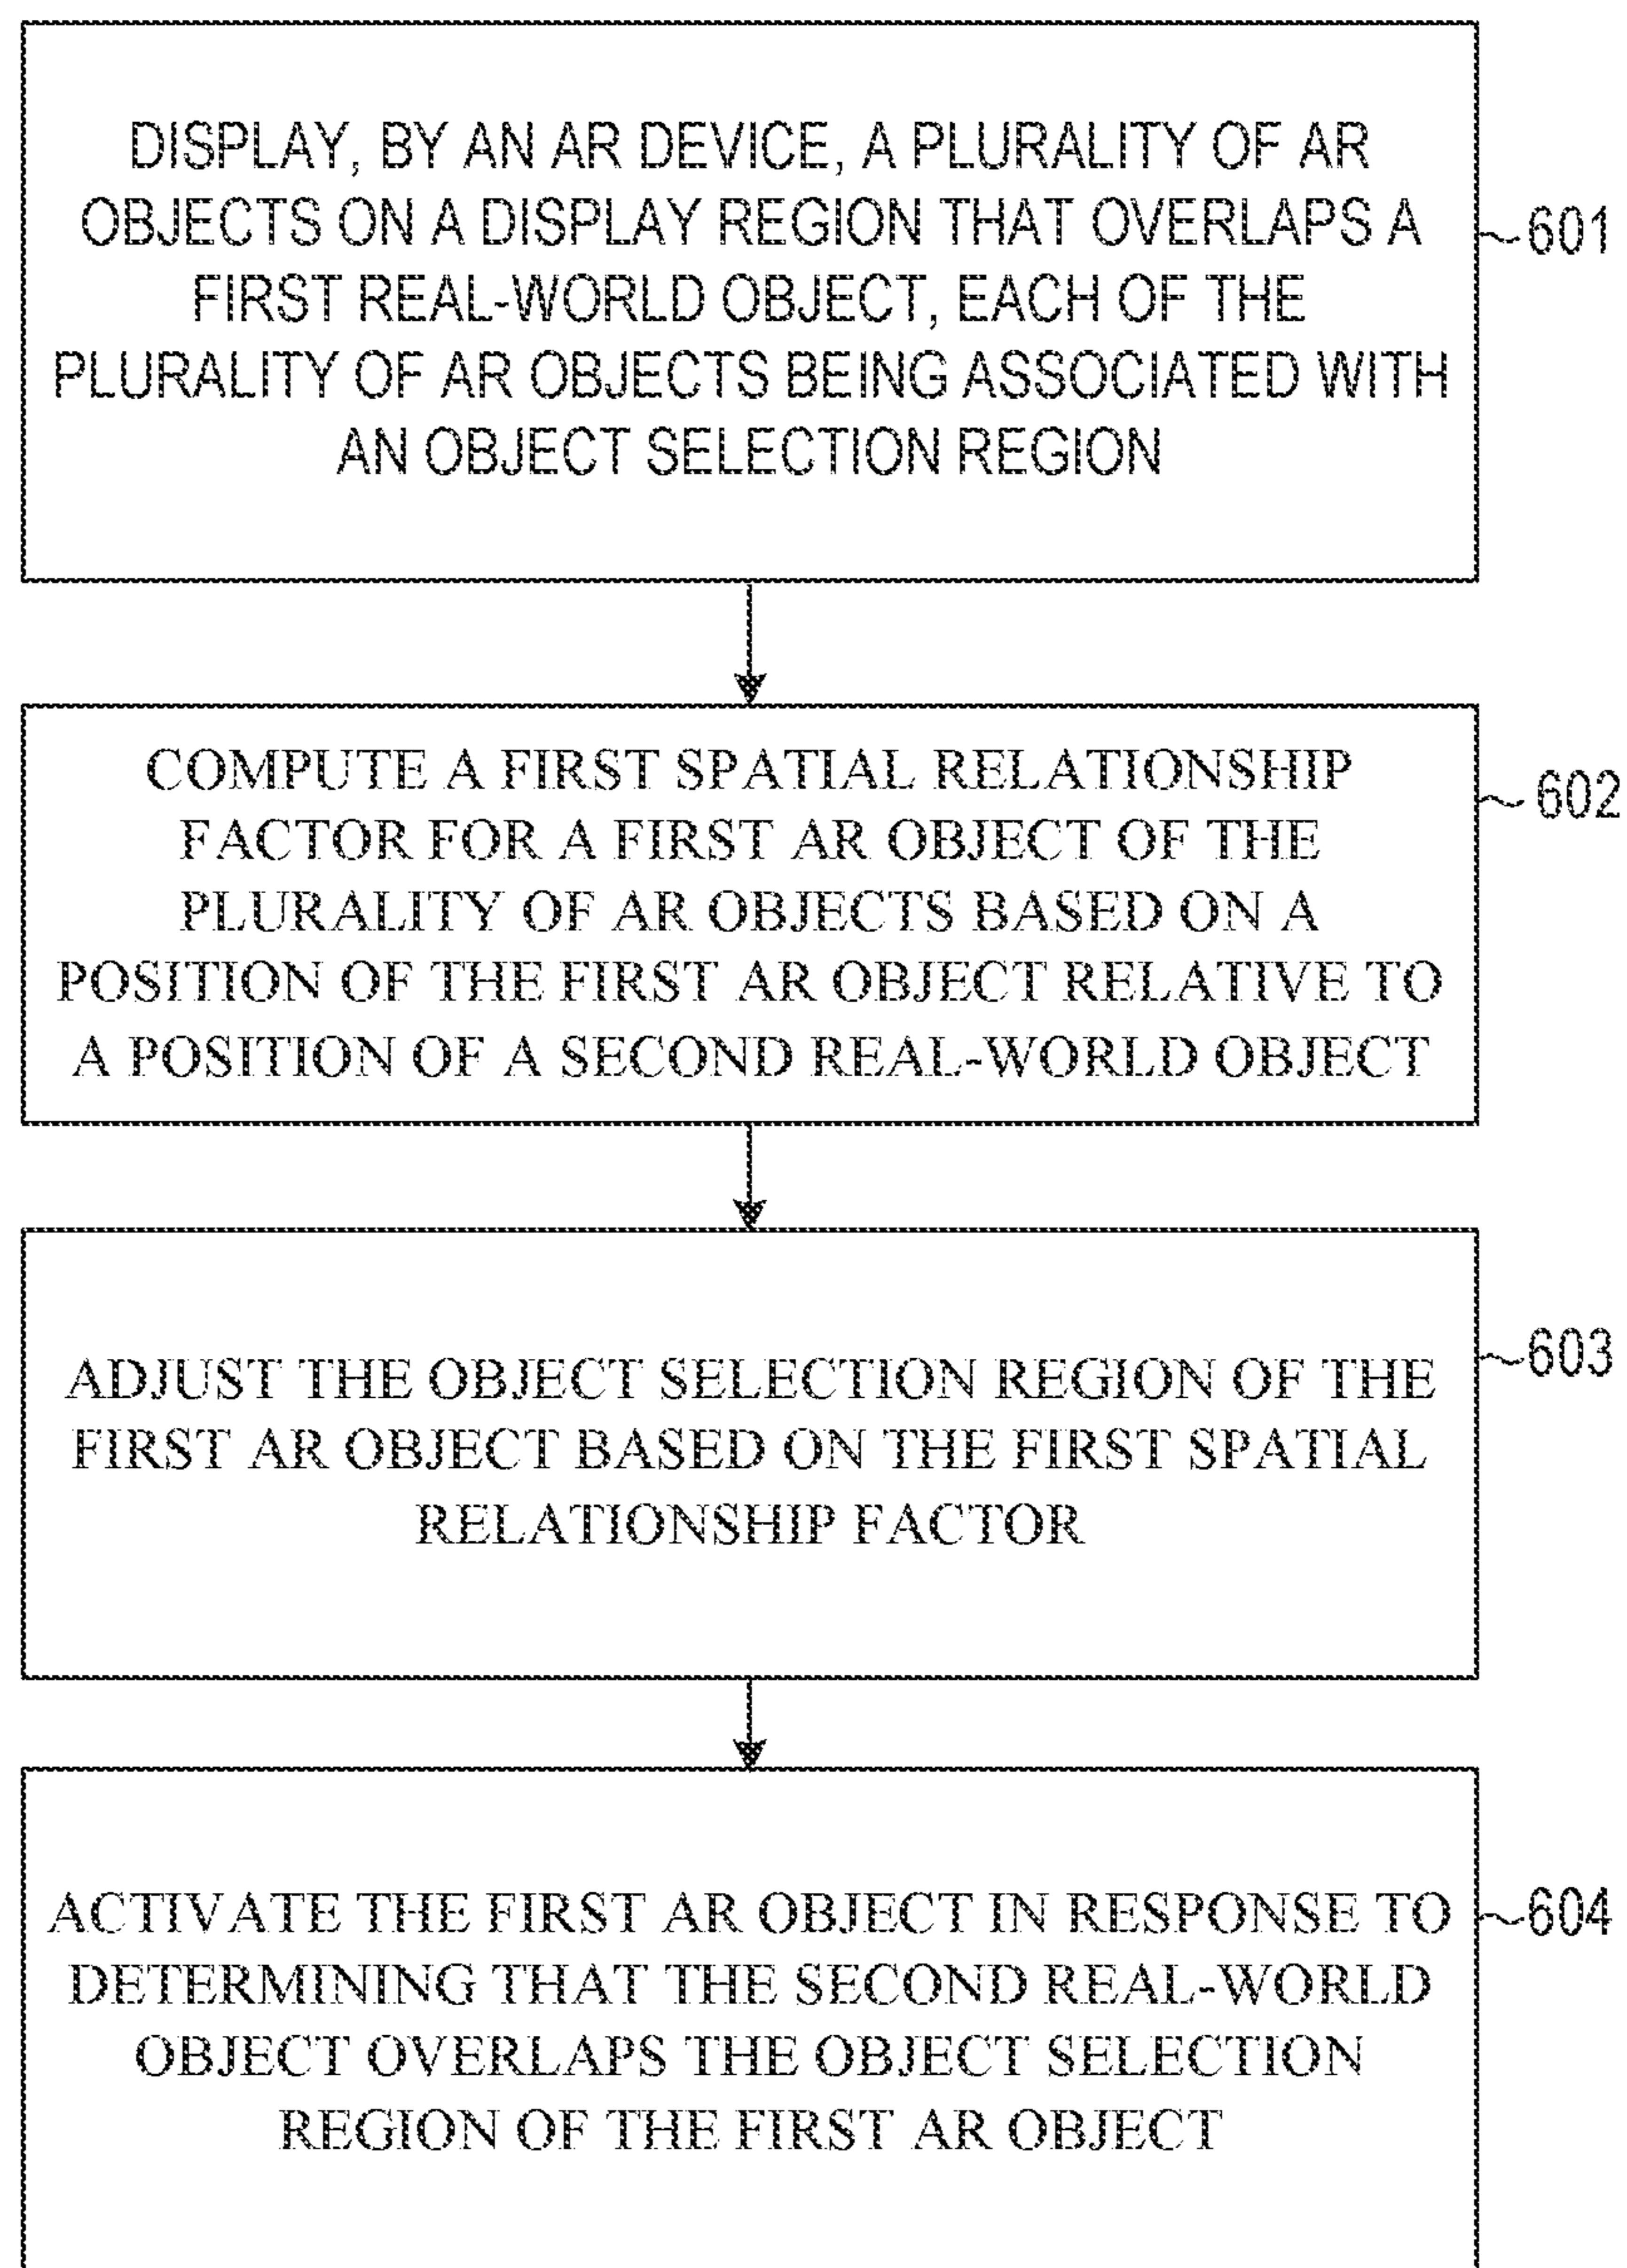 DISPLAY, BY AN AR DEVICE, A PLURALITY OF AR
OBJECTS ON A DISPLAY REGION THAT OVERLAPS A
FIRST REAL-WORLD OBJECT, EACH OF THE
PLURALITY OF AR OBJECTS BEING ASSOCIATED WITH
AN OBJECT SELECTION REGION
601
COMPUTE A FIRST SPATIAL RELATIONSHIP
FACTOR FOR A FIRST AR OBJECT OF THE
PLURALITY OF AR OBJECTS BASED ON A
POSITION OF THE FIRST AR OBJECT RELATIVE TO
A POSITION OF A SECOND REAL-WORLD OBJECT
602
ADJUST THE OBJECT SELECTION REGION OF THE
FIRST AR OBJECT BASED ON THE FIRST SPATIAL
RELATIONSHIP FACTOR
603
ACTIVATE THE FIRST AR OBJECT IN RESPONSE TO
DETERMINING THAT THE SECOND REAL-WORLD
OBJECT OVERLAPS THE OBJECT SELECTION
REGION OF THE FIRST AR OBJECT
604